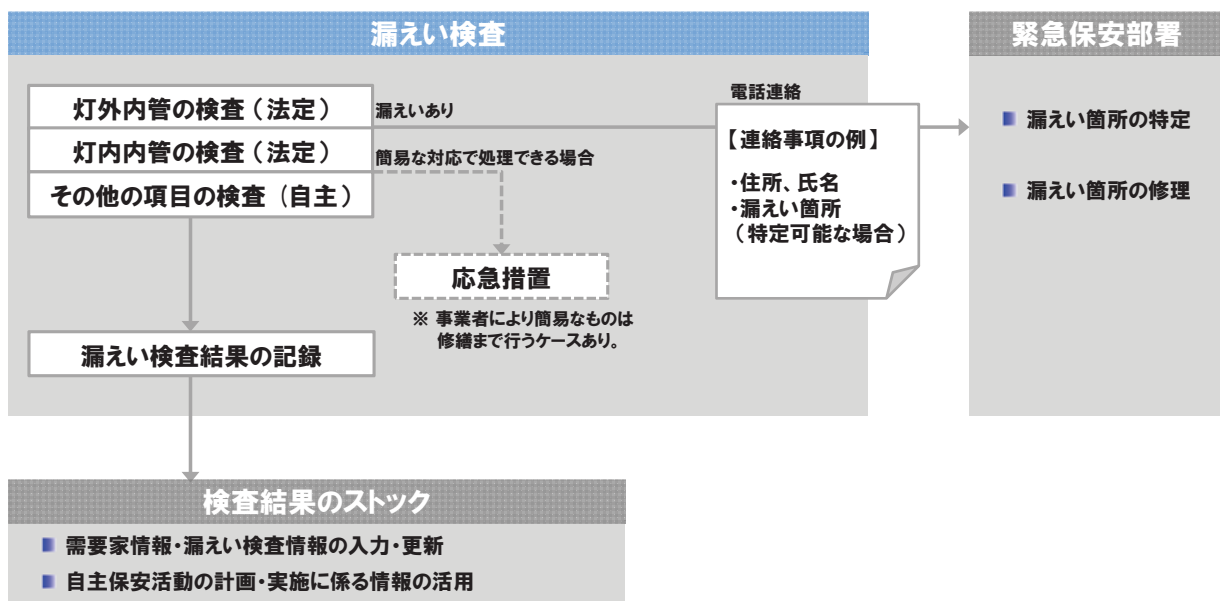 漏えい検査
緊急保安部署
灯外内管の検査（法定）
灯内内管の検査（法定）
その他の項目の検査（自主）
漏えいあり
簡易な対応で処理できる場合
電話連絡
【連絡事項の例】
・住所、氏名
・漏えい箇所
（特定可能な場合）
漏えい箇所の特定
漏えい箇所の修理
応急措置
※ 事業者により簡易なものは
修繕まで行うケースあり。
漏えい検査結果の記録
検査結果のストック
需要家情報・漏えい検査情報の入力・更新
自主保安活動の計画・実施に係る情報の活用